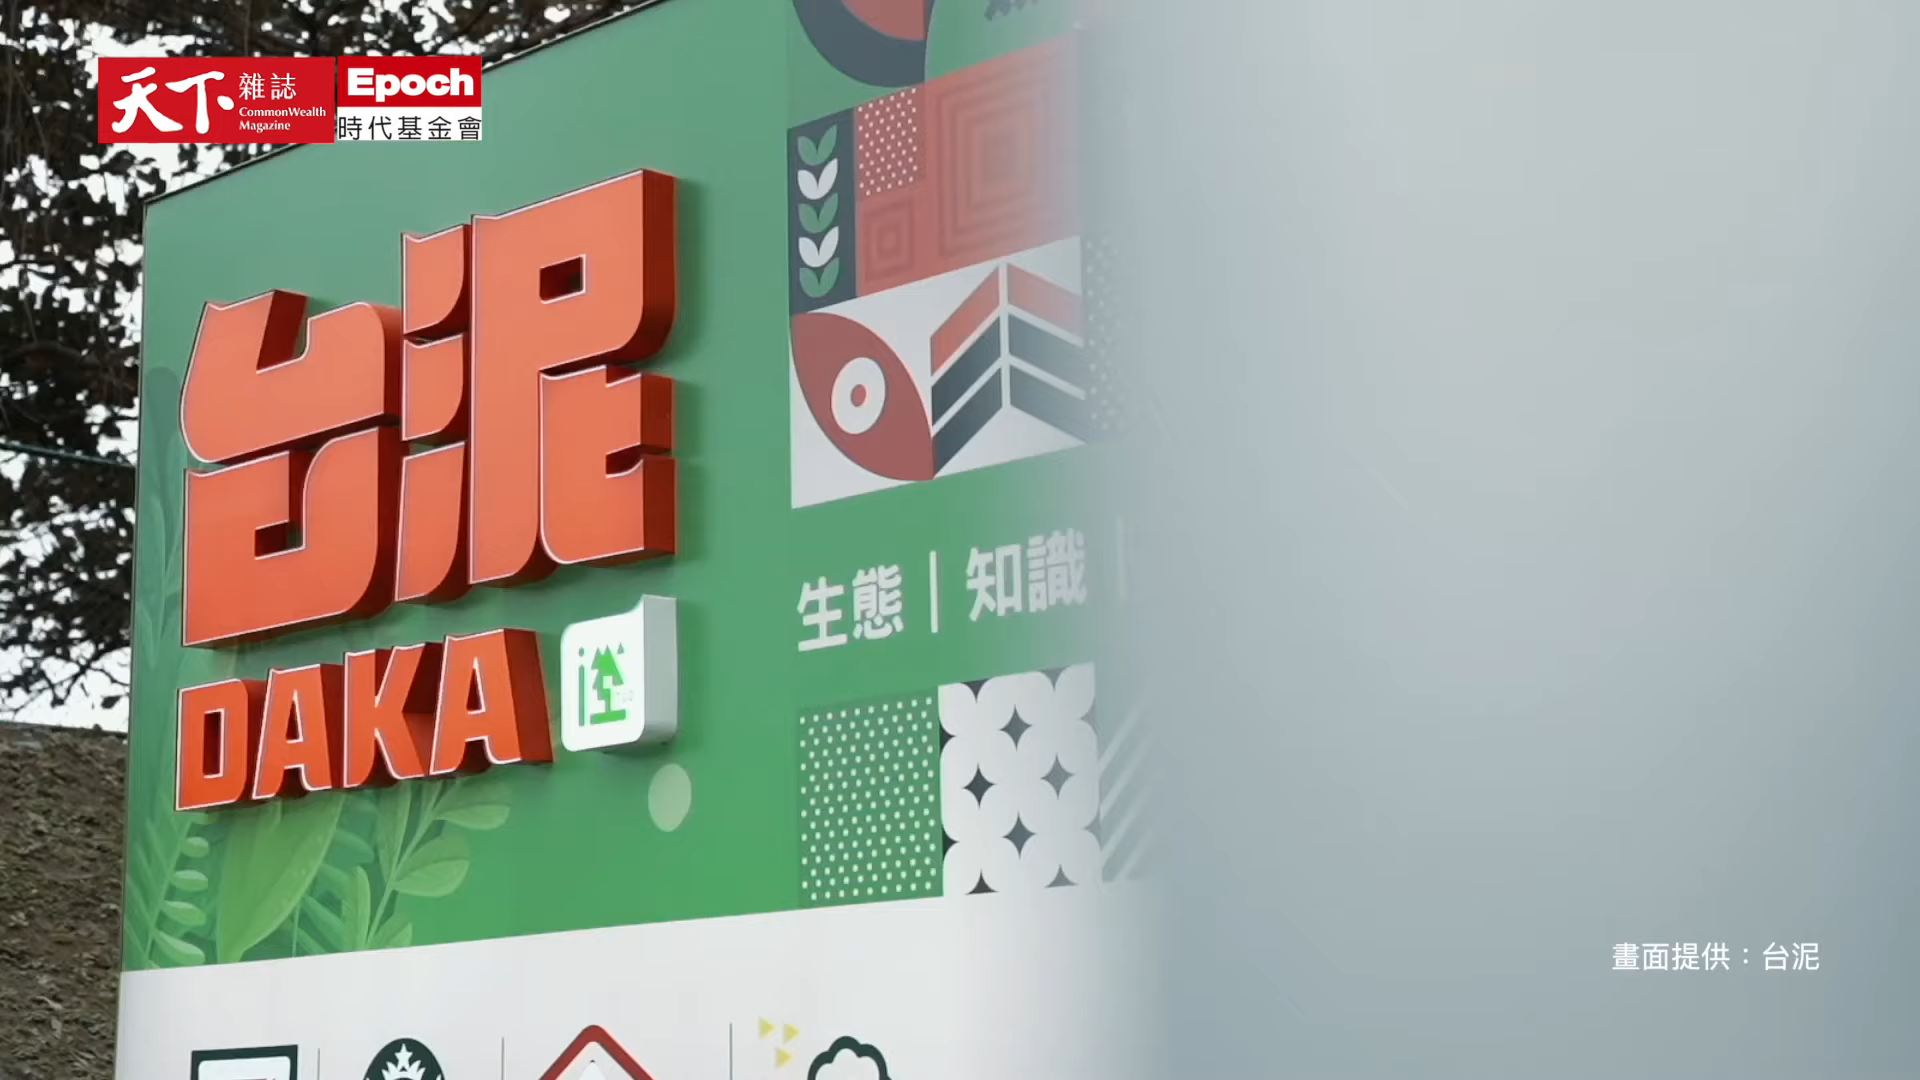 天下 雜誌
CommonWealth
Magazine
Epoch
時代基金會
台泥
DAKA
生態｜知識｜
畫面提供：台泥